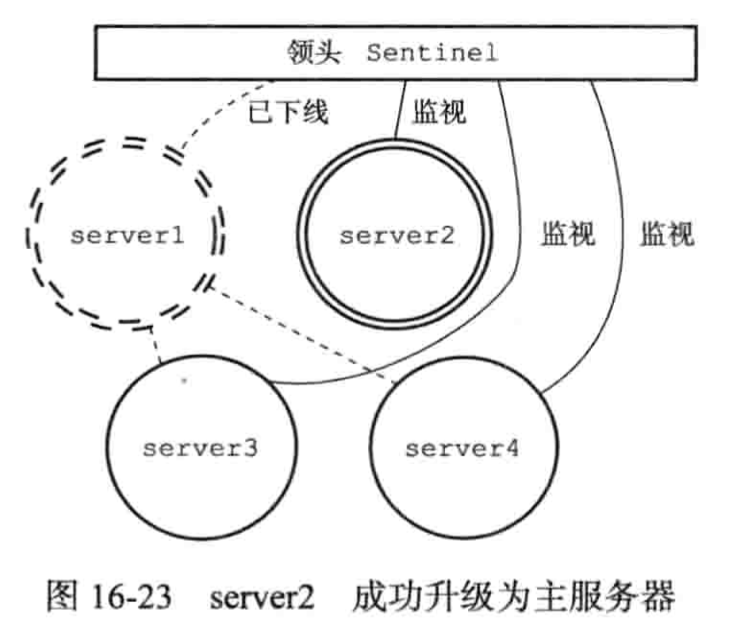 领头 Sentinel
已下线
监视
server1
server2
监视
监视
server3
server4
图 16-23 server2 成功升级为主服务器